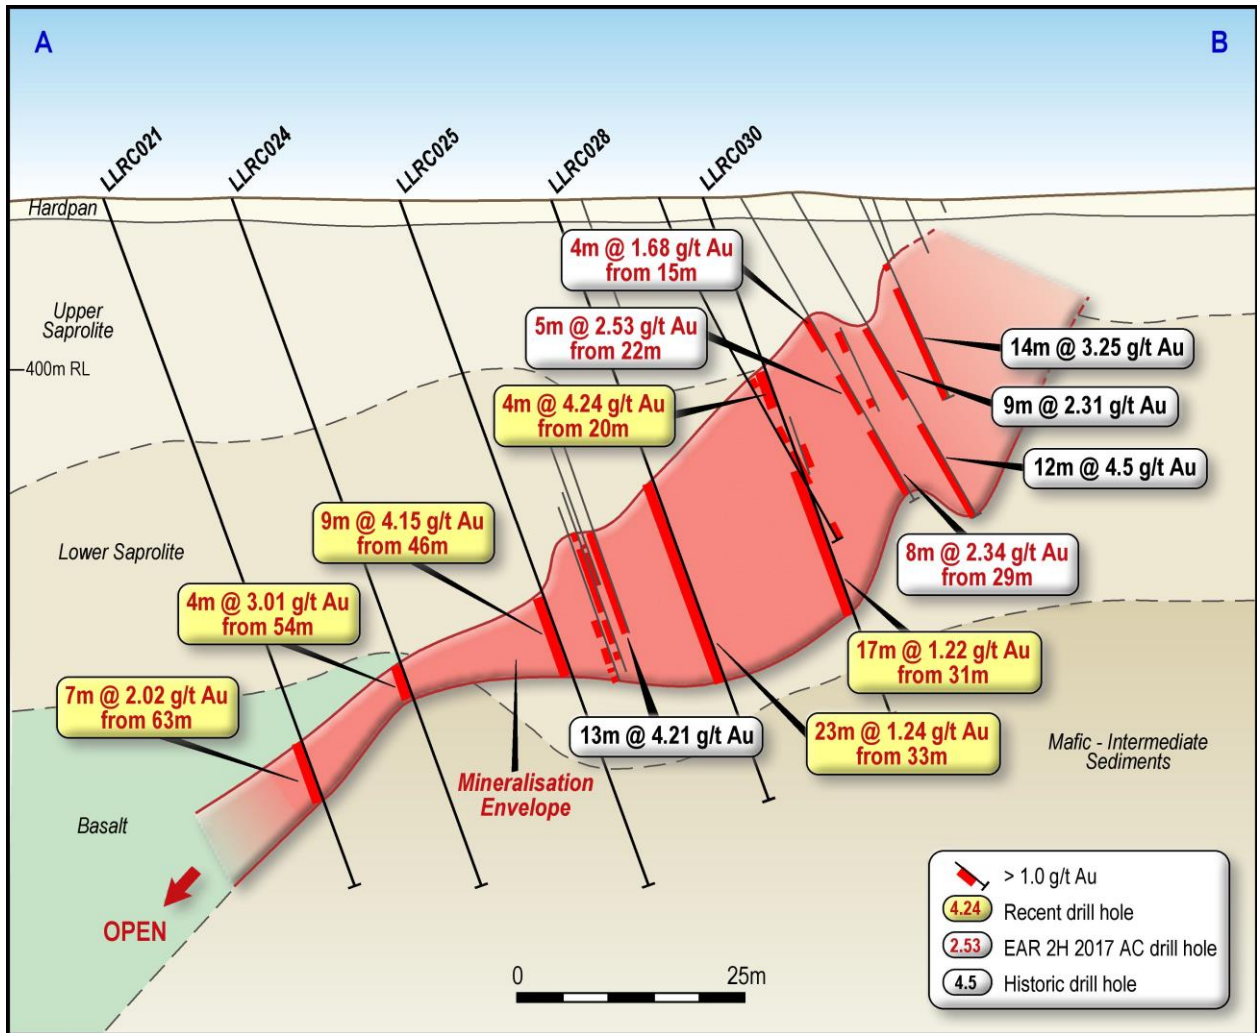 A
B
LLRC021
LLRC024
LLRC025
LLRC028
LLRC030
Hardpan
4m @ 1.68 g/t Au
from 15m
Upper
Saprolite
5m @ 2.53 g/t Au
from 22m
14m @ 3.25 g/t Au
400m RL
4m @ 4.24 g/t Au
from 20m
9m @ 2.31 g/t Au
12m @ 4.5 g/t Au
9m @ 4.15 g/t Au
from 46m
Lower Saprolite
8m @ 2.34 g/t Au
from 29m
4m @ 3.01 g/t Au
from 54m
17m @ 1.22 g/t Au
from 31m
7m @ 2.02 g/t Au
from 63m
13m @ 4.21 g/t Au
23m @ 1.24 g/t Au
from 33m
Mafic - Intermediate
Sediments
Mineralisation
Envelope
Basalt
OPEN
> 1.0 g/t Au
4.24 Recent drill hole
2.53 EAR 2H 2017 AC drill hole
4.5 Historic drill hole
0 25m